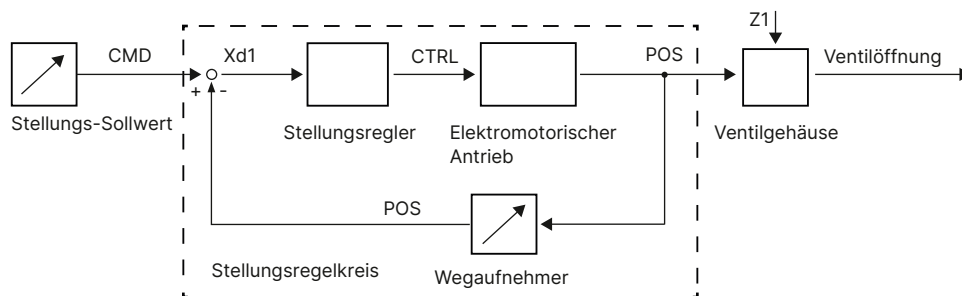 Z1
CMD
Xd1
CTRL
POS
Ventilöffnung
+
-
Stellungs-Sollwert
Stellungsregler
Elektromotorischer
Antrieb
Ventilgehäuse
POS
Stellungsregelkreis
Wegaufnehmer